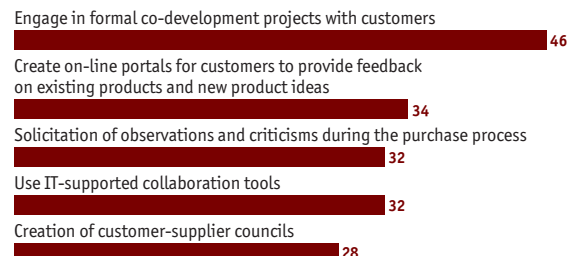 Engage in formal co-development projects with customers
46
Create on-line portals for customers to provide feedback
on existing products and new product ideas
34
Solicitation of observations and criticisms during the purchase process
32
Use IT-supported collaboration tools
32
Creation of customer-supplier councils
28